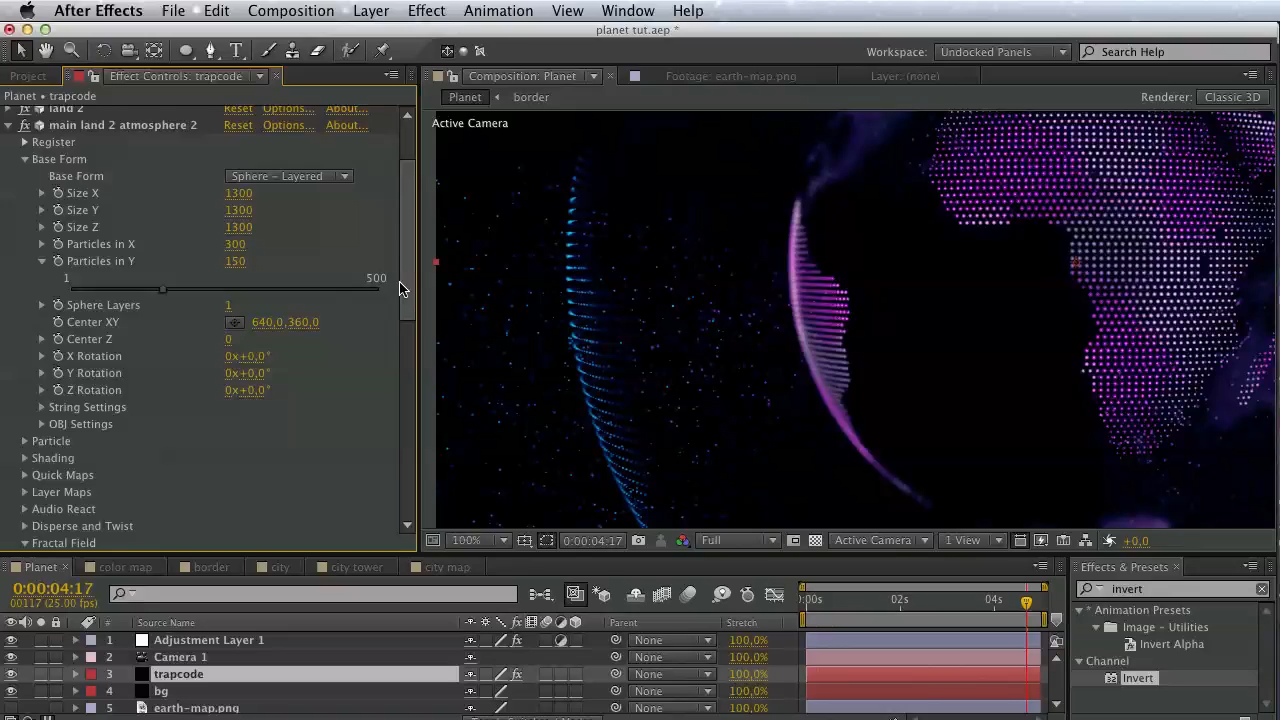 After Effects File Edit Composition Layer Effect Animation View Window Help
planet tut.aep *
Workspace: Undocked Panels Search Help
Project Effect Controls: trapcode Composition: Planet Footage: earth-map.png Layer: (none)
Planet • trapcode
Planet border Renderer: Classic 3D
land 2 Reset Options... About...
main land 2 atmosphere 2 Reset Options... About...
Active Camera
Register
Base Form
Base Form Sphere – Layered
Size X 1300
Size Y 1300
Size Z 1300
Particles in X 300
Particles in Y 150
1 500
Sphere Layers 1
Center XY 640,0,360,0
Center Z 0
X Rotation 0x+0,0°
Y Rotation 0x+0,0°
Z Rotation 0x+0,0°
String Settings
OBJ Settings
Particle
Shading
Quick Maps
Layer Maps
Audio React
Disperse and Twist
Fractal Field
100% 0:00:04:17 Full Active Camera 1 View +0,0
Planet color map border city city tower city map Effects & Presets
0:00:04:17
00117 (25.00 fps)
0:00s 02s 04s
invert
# Source Name Parent Stretch
* Animation Presets
Image – Utilities
Invert Alpha
Channel
Invert
1 Adjustment Layer 1 None 100,0%
2 Camera 1 None 100,0%
3 trapcode None 100,0%
4 bg None 100,0%
5 earth-map.png None 100,0%